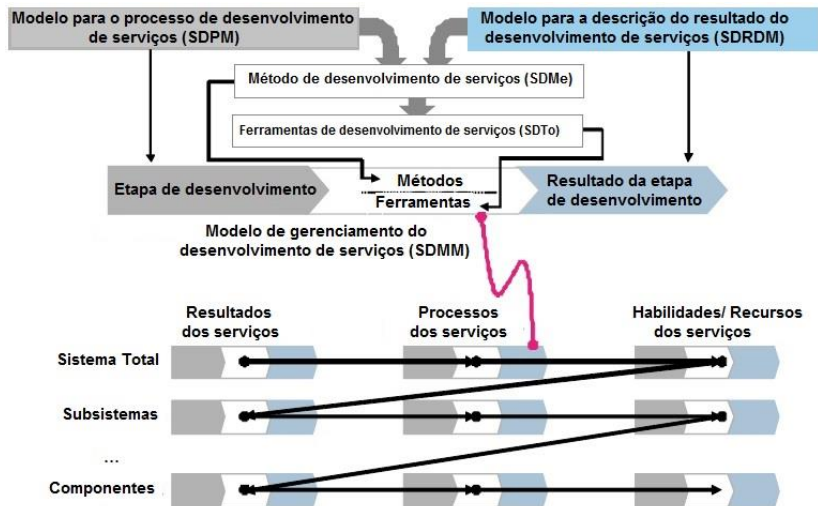 Modelo para o processo de desenvolvimento
de serviços (SDPM)
Modelo para a descrição do resultado do
desenvolvimento de serviços (SDRDM)
Método de desenvolvimento de serviços (SDMe)
Ferramentas de desenvolvimento de serviços (SDTo)
Etapa de desenvolvimento
Métodos
Ferramentas
Resultado da etapa
de desenvolvimento
Modelo de gerenciamento do
desenvolvimento de serviços (SDMM)
Resultados
dos serviços
Processos
dos serviços
Habilidades/ Recursos
dos serviços
Sistema Total
Subsistemas
...
Componentes